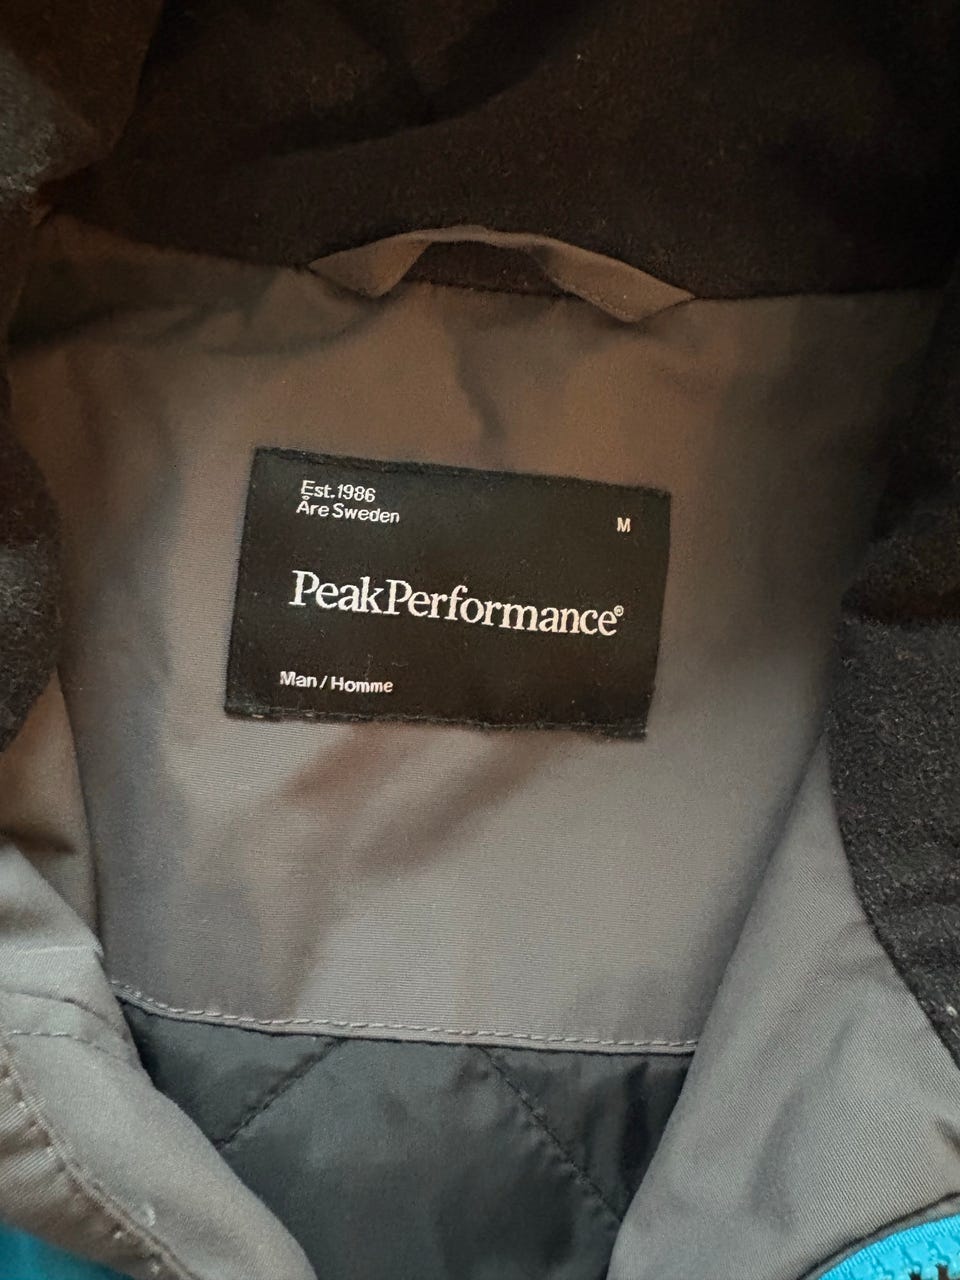 Est.1986
Åre Sweden
M
PeakPerformance®
Man / Homme